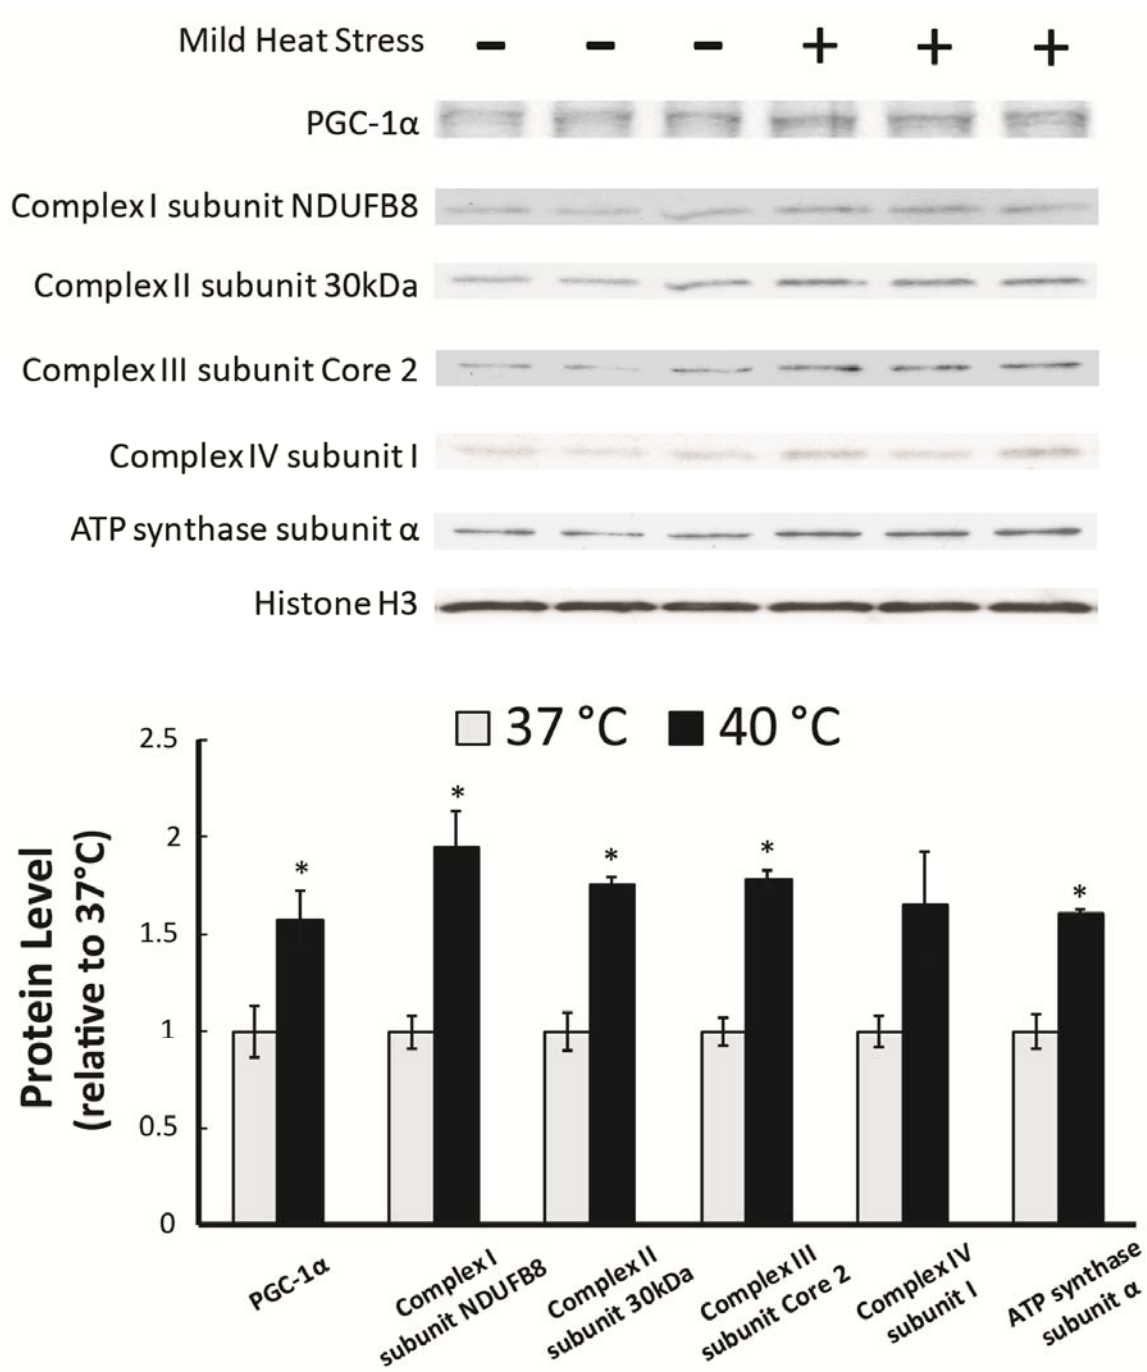 Mild Heat Stress - - - + + +
PGC-1α
Complex I subunit NDUFB8
Complex II subunit 30kDa
Complex III subunit Core 2
Complex IV subunit I
ATP synthase subunit α
Histone H3
37 °C 40 °C
Protein Level
(relative to 37°C)
2.5
2
1.5
1
0.5
0
*
*
*
*
*
PGC-1α
Complex I
subunit NDUFB8
Complex II
subunit 30kDa
Complex III
subunit Core 2
Complex IV
subunit I
ATP synthase
subunit α